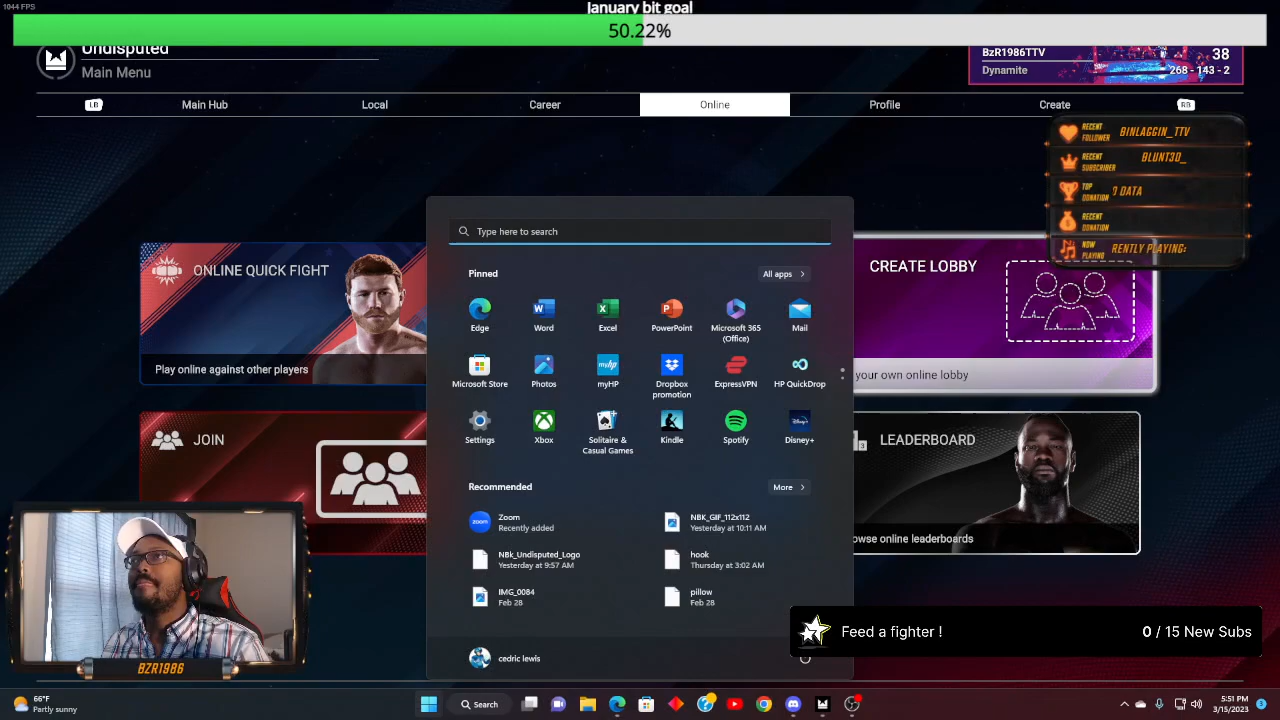 1044 FPS
January bit goal
50.22%
Undisputed
Main Menu
BzR1986TTV
38
Dynamite
268 - 143 - 2
LB
Main Hub
Local
Career
Online
Profile
Create
RB
RECENT FOLLOWER
BINLAGGIN_TTV
RECENT SUBSCRIBER
BLUNT3D_
TOP DONATION
DATA
RECENT DONATION
NOW PLAYING
RENTLY PLAYING:
ONLINE QUICK FIGHT
Play online against other players
CREATE LOBBY
your own online lobby
JOIN
LEADERBOARD
owse online leaderboards
Type here to search
Pinned
All apps
Edge
Word
Excel
PowerPoint
Microsoft 365
(Office)
Mail
Microsoft Store
Photos
myhp
myHP
Dropbox
promotion
ExpressVPN
HP QuickDrop
Settings
Xbox
Solitaire &
Casual Games
Kindle
Spotify
Disney+
Recommended
More
zoom
Zoom
Recently added
NBK_GIF_112x112
Yesterday at 10:11 AM
NBk_Undisputed_Logo
Yesterday at 9:57 AM
hook
Thursday at 3:02 AM
IMG_0084
Feb 28
pillow
Feb 28
cedric lewis
BZR1986
Feed a fighter !
0 / 15 New Subs
66°F
Partly sunny
Search
5:51 PM
3/15/2023
3